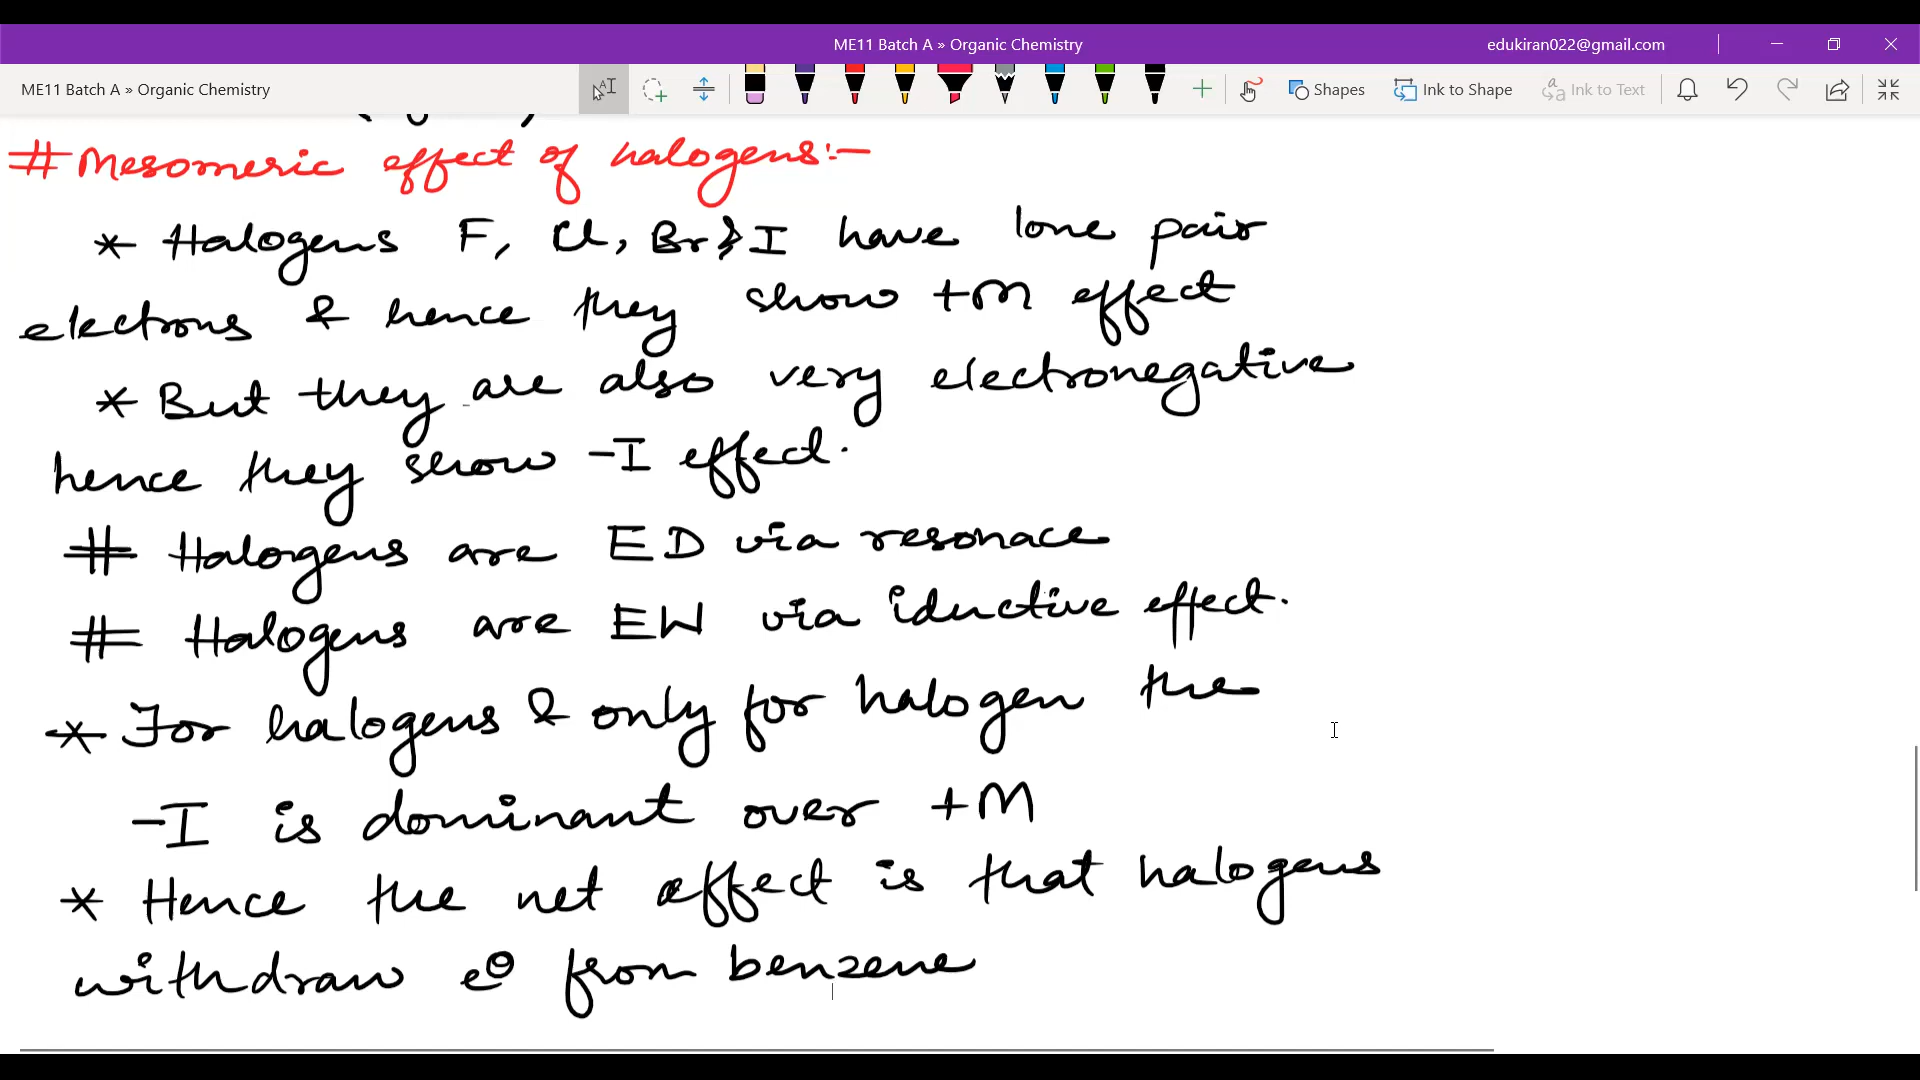 ME11 Batch A » Organic Chemistry
edukiran022@gmail.com
ME11 Batch A » Organic Chemistry
Shapes
Ink to Shape
Ink to Text
# Mesomeric effect of halogens:-
* Halogens F, Cl, Br & I have lone pair
electrons & hence they show +M effect
* But they are also very electronegative
hence they show -I effect.
# Halogens are ED via resonace
# Halogens are EW via iductive effect.
* For halogens & only for halogen the
-I is dominant over +M
* Hence the net effect is that halogens
withdraw e⊖ from benzene